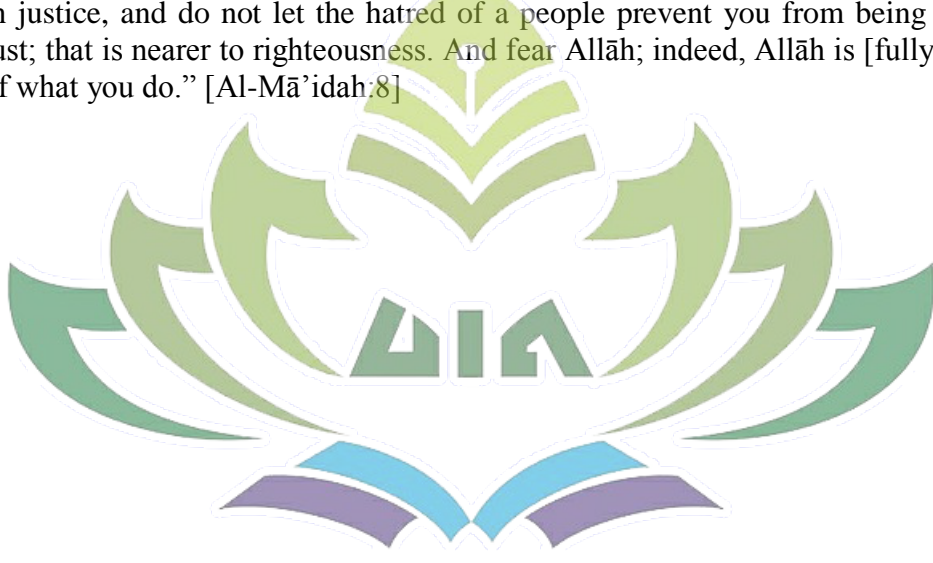 n justice, and do not let the hatred of a people prevent you from being
ust; that is nearer to righteousness. And fear Allāh; indeed, Allāh is [fully
f what you do.” [Al-Mā’idah:8]
UIN